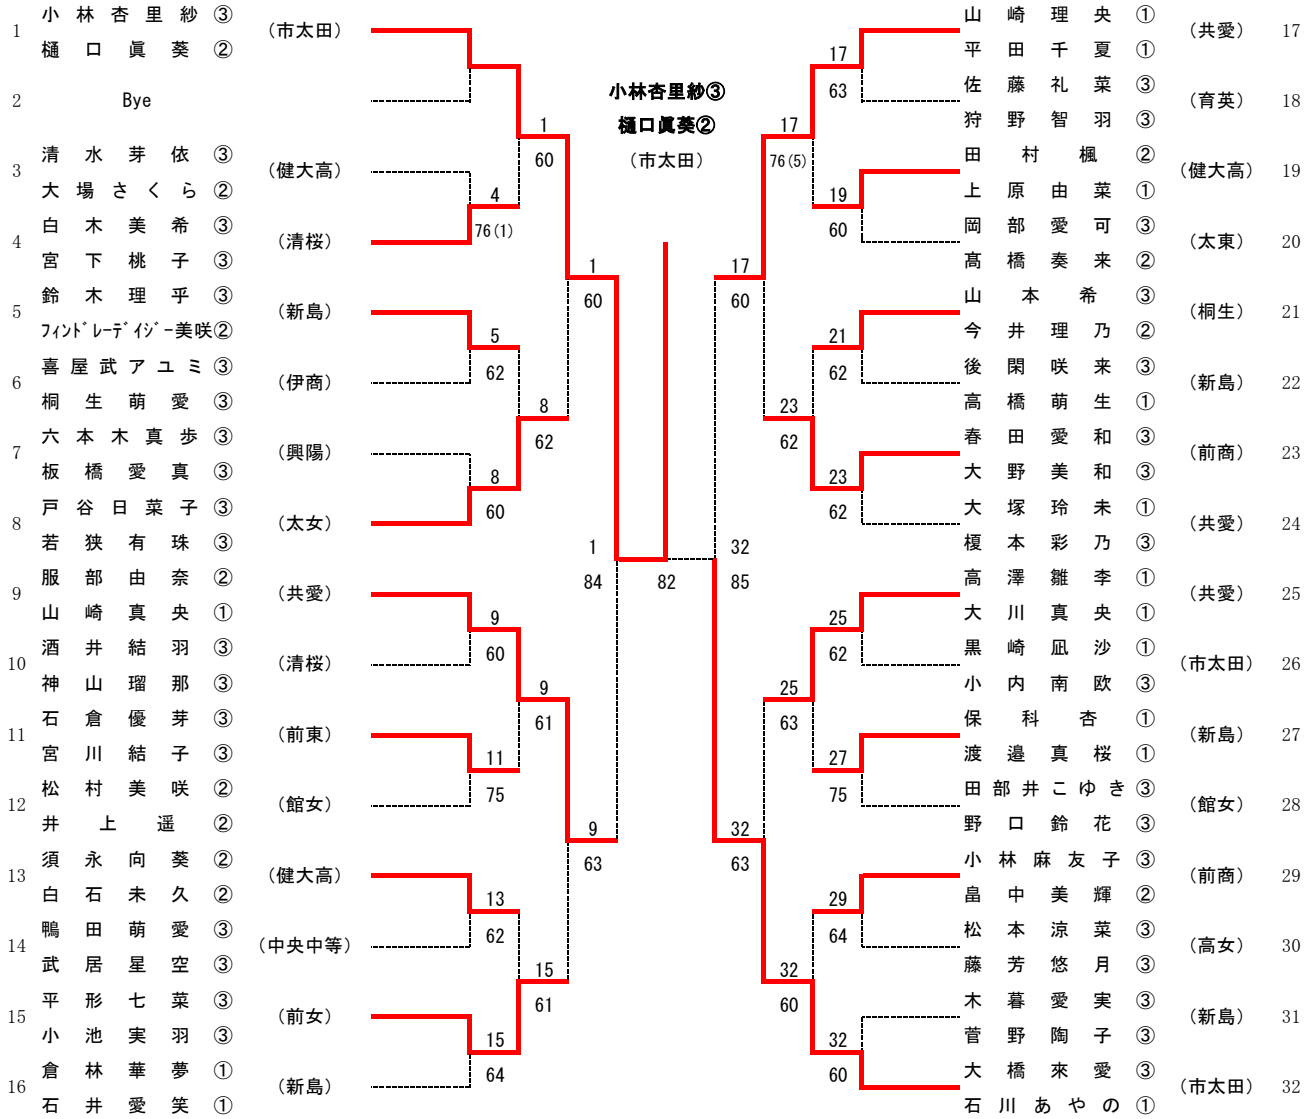 小林杏里紗③
1 (市太田)
樋口眞葵②
2 Bye
清水芽依③
3 (健大高)
大場さくら②
白木美希③
4 (清桜)
宮下桃子③
鈴木理乎③
5 (新島)
フィンドレーデイジー美咲②
喜屋武アユミ③
6 (伊商)
桐生萌愛③
六本木真歩③
7 (興陽)
板橋愛真③
戸谷日菜子③
8 (太女)
若狭有珠③
服部由奈②
9 (共愛)
山崎真央①
酒井結羽③
10 (清桜)
神山瑠那③
石倉優芽③
11 (前東)
宮川結子③
松村美咲②
12 (館女)
井上遥②
須永向葵②
13 (健大高)
白石未久②
鴨田萌愛③
14 (中央中等)
武居星空③
平形七菜③
15 (前女)
小池実羽③
倉林華夢①
16 (新島)
石井愛笑①
4
76(1)
5
62
8
60
9
60
11
75
13
62
15
64
1
60
8
62
9
61
15
61
1
60
9
63
1
84
小林杏里紗③
樋口眞葵②
(市太田)
82
32
85
17
60
32
63
17
76(5)
23
62
25
63
32
60
17
63
19
60
21
62
23
62
25
62
27
75
29
64
32
60
山崎理央①
(共愛) 17
平田千夏①
佐藤礼菜③
(育英) 18
狩野智羽③
田村楓②
(健大高) 19
上原由菜①
岡部愛可③
(太東) 20
髙橋奏来②
山本希③
(桐生) 21
今井理乃②
後閑咲来③
(新島) 22
高橋萌生①
春田愛和③
(前商) 23
大野美和③
大塚玲未①
(共愛) 24
榎本彩乃③
高澤雛李①
(共愛) 25
大川真央①
黒崎凪沙①
(市太田) 26
小内南欧③
保科杏①
(新島) 27
渡邉真桜①
田部井こゆき③
(館女) 28
野口鈴花③
小林麻友子③
(前商) 29
畠中美輝②
松本涼菜③
(高女) 30
藤芳悠月③
木暮愛実③
(新島) 31
菅野陶子③
大橋來愛③
(市太田) 32
石川あやの①